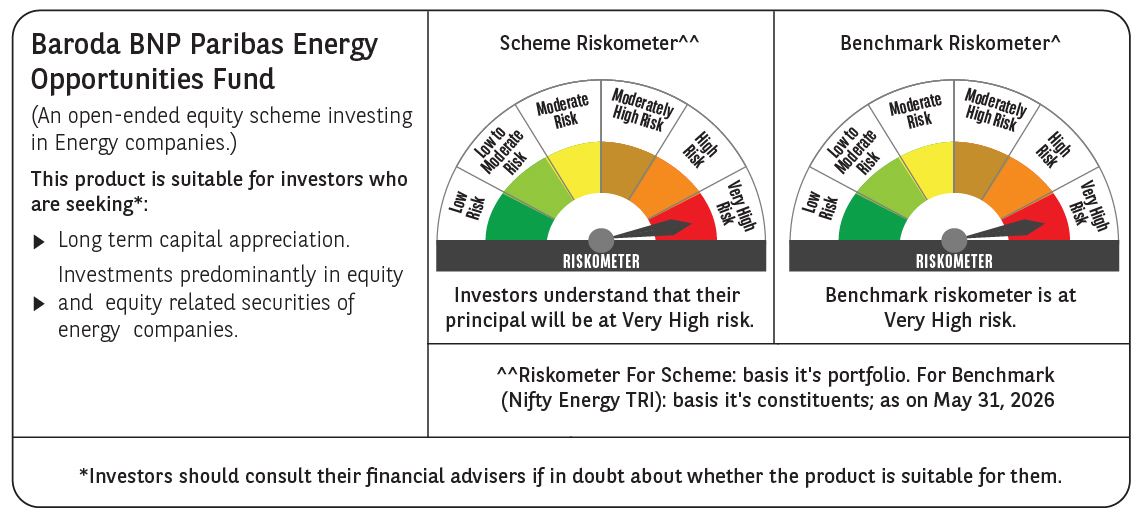 Baroda BNP Paribas Energy
Opportunities Fund
(An open-ended equity scheme investing
in Energy companies.)
This product is suitable for investors who
are seeking*:
Long term capital appreciation.
Investments predominantly in equity
and equity related securities of
energy companies.
Scheme Riskometer^^
Low
Risk
Low to
Moderate
Risk
Moderate
Risk
Moderately
High Risk
High
Risk
Very High
Risk
RISKOMETER
Investors understand that their
principal will be at Very High risk.
Benchmark Riskometer^
Low
Risk
Low to
Moderate
Risk
Moderate
Risk
Moderately
High Risk
High
Risk
Very High
Risk
RISKOMETER
Benchmark riskometer is at
Very High risk.
^^Riskometer For Scheme: basis it's portfolio. For Benchmark
(Nifty Energy TRI): basis it's constituents; as on May 31, 2026
*Investors should consult their financial advisers if in doubt about whether the product is suitable for them.